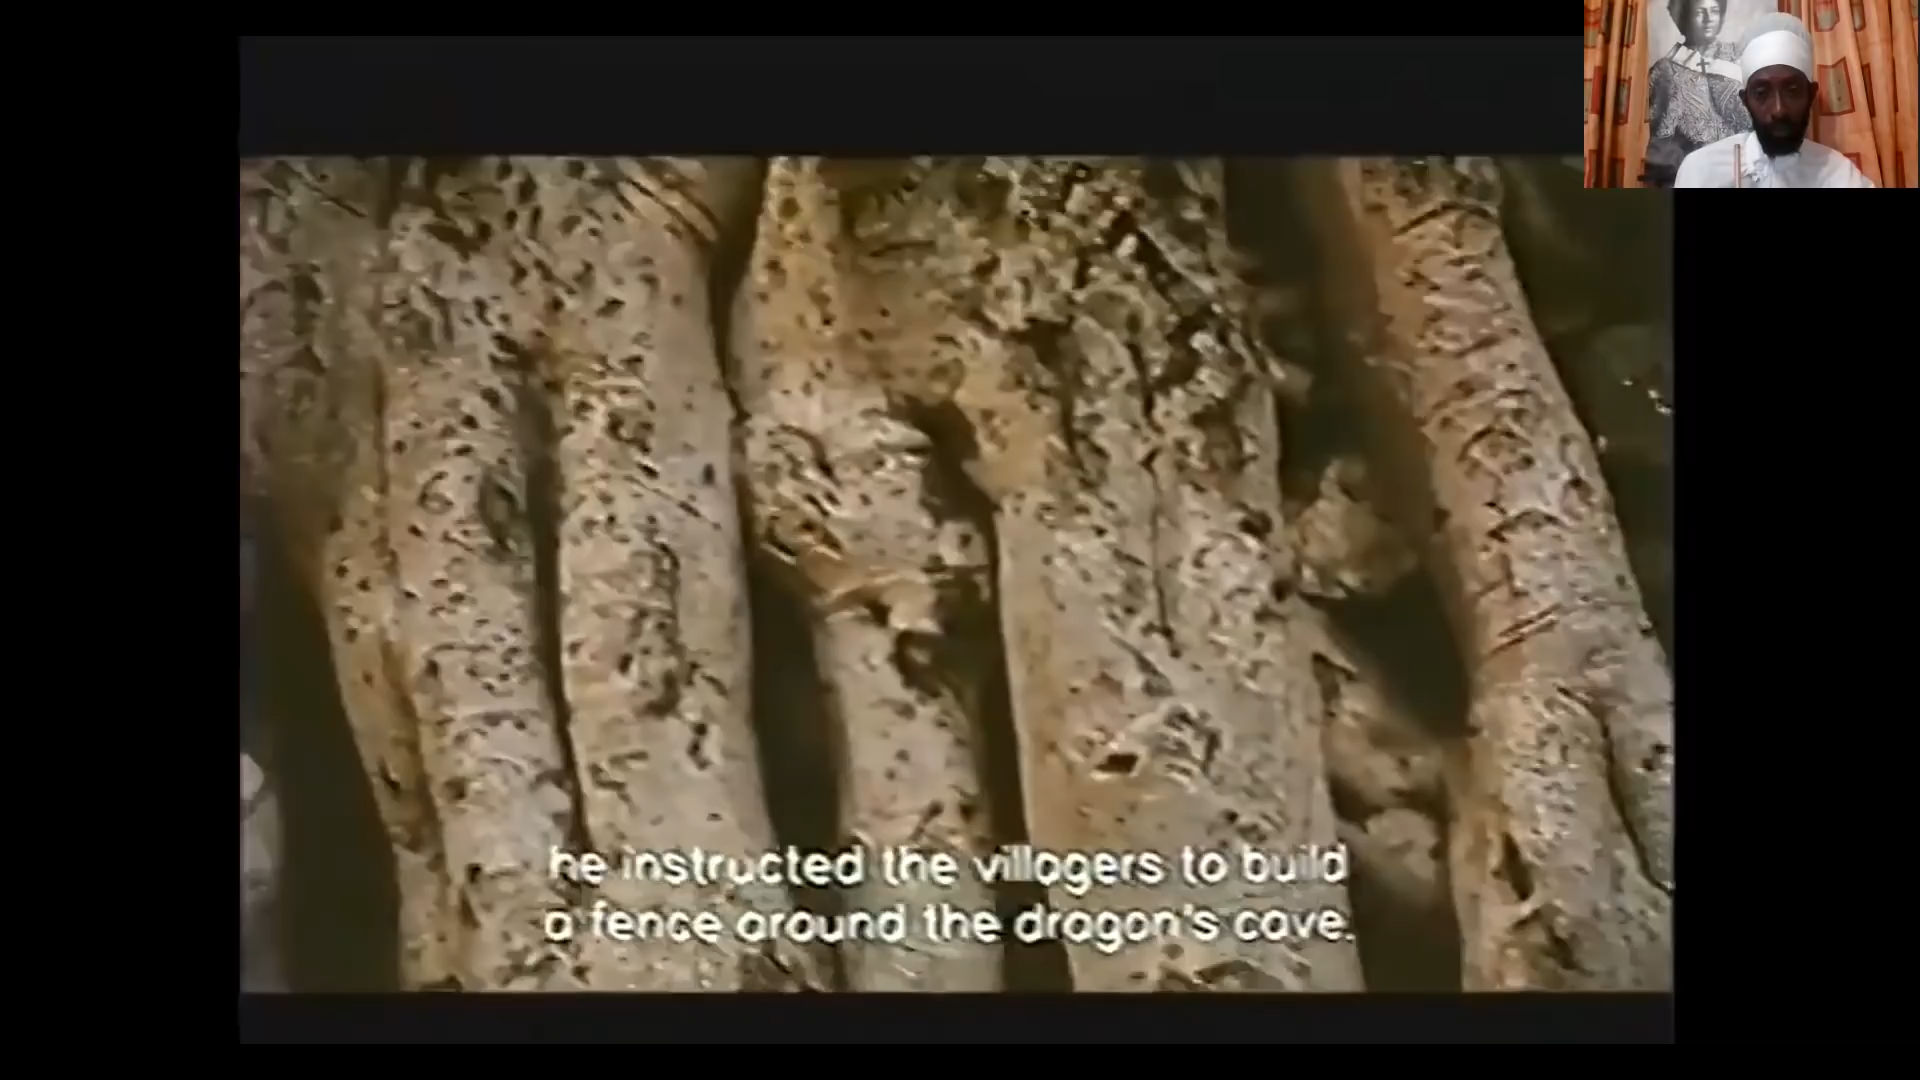 he instructed the villagers to build
a fence around the dragon's cave.